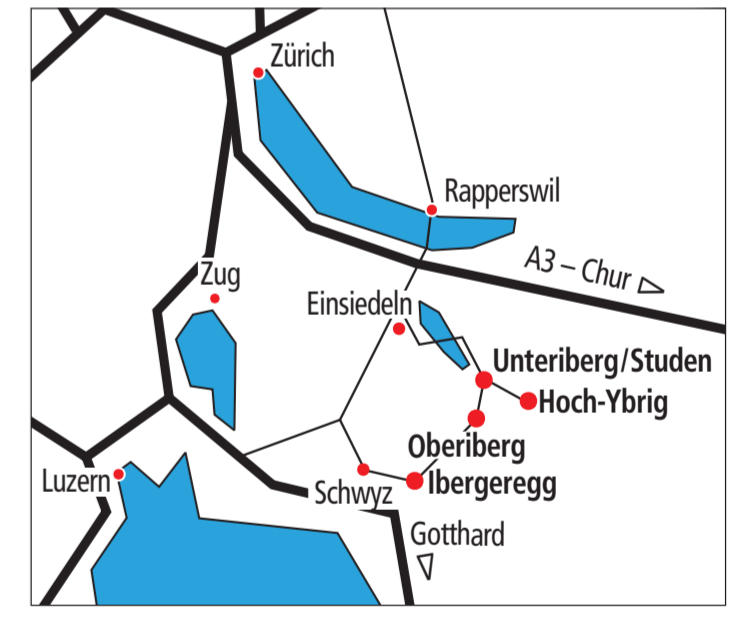 Zürich
Rapperswil
A3 – Chur
Zug
Einsiedeln
Unteriberg/Studen
Hoch-Ybrig
Oberiberg
Luzern
Schwyz
Ibergeregg
Gotthard